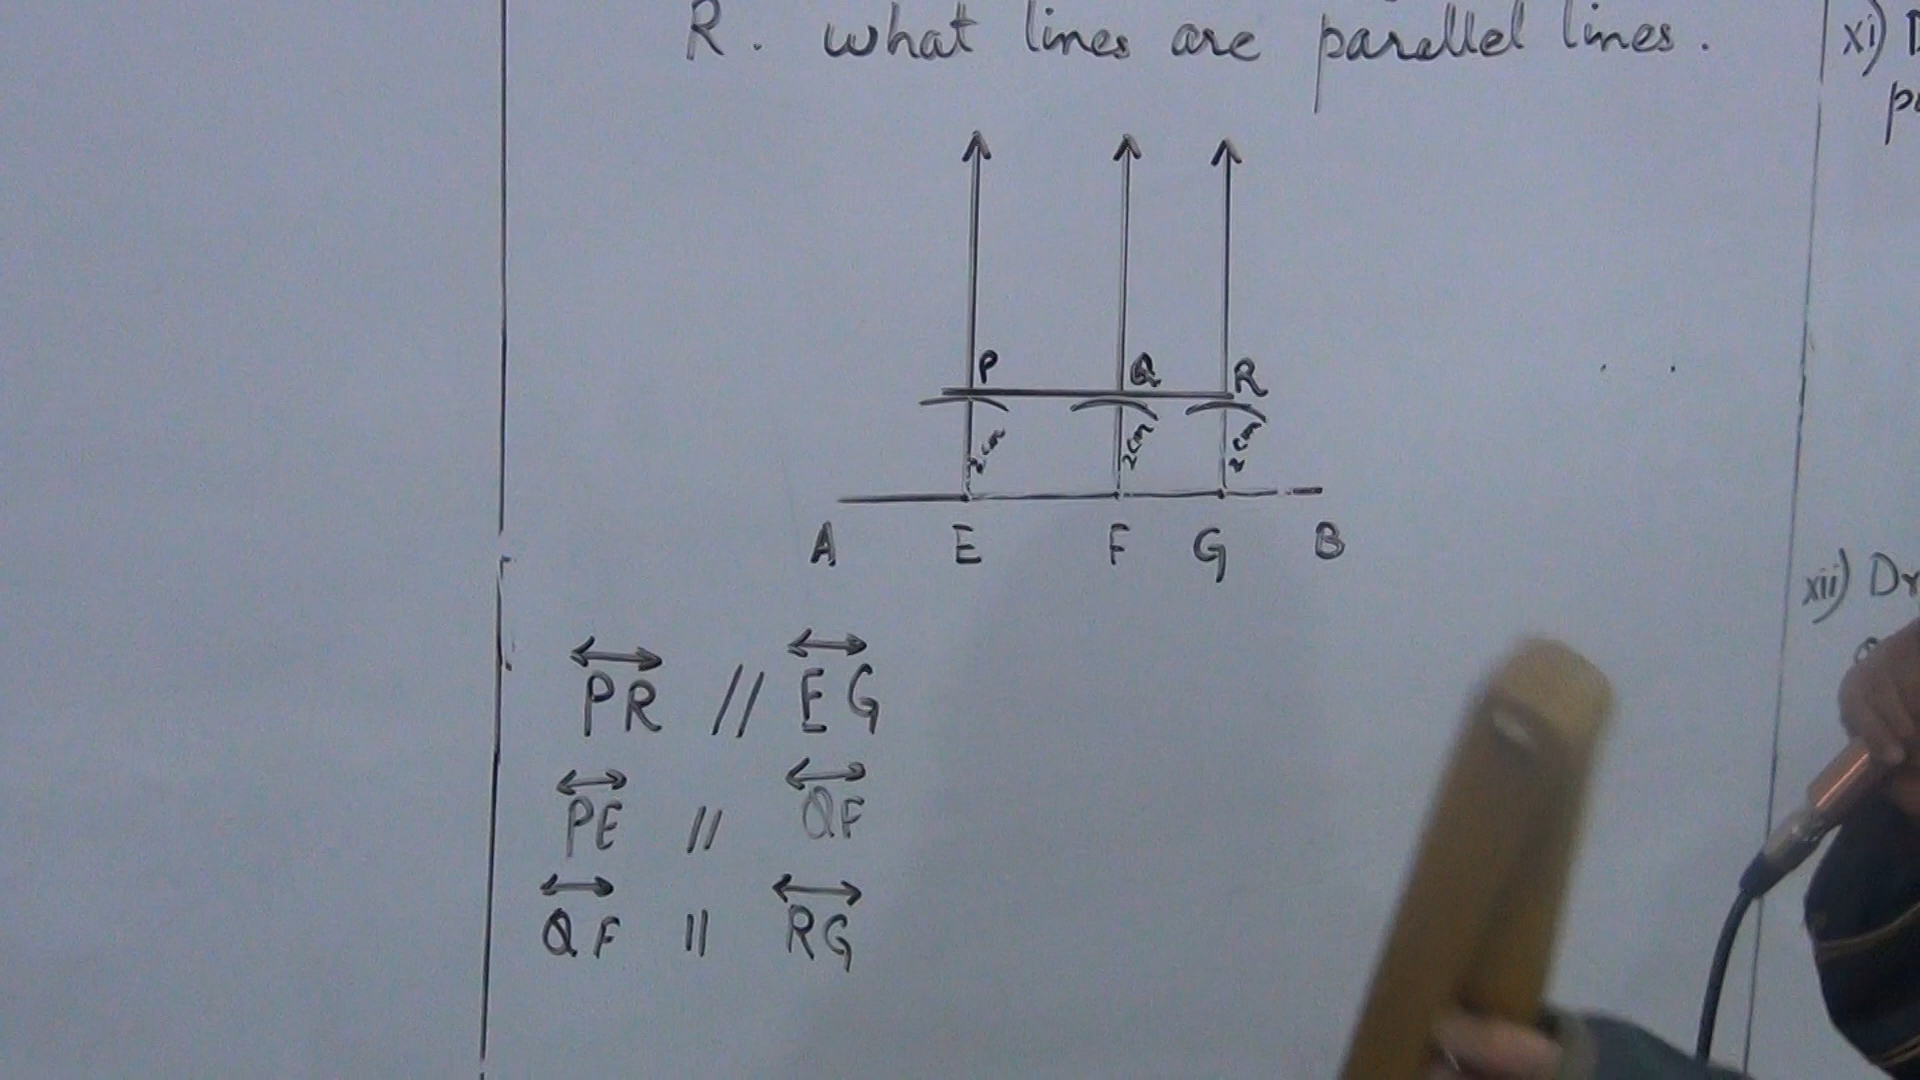 R. what lines are parallel lines.
P Q R
2cm 2cm 2cm
A E F G B
PR // EG
PE // QF
QF || RG
xi)
xii) Dr